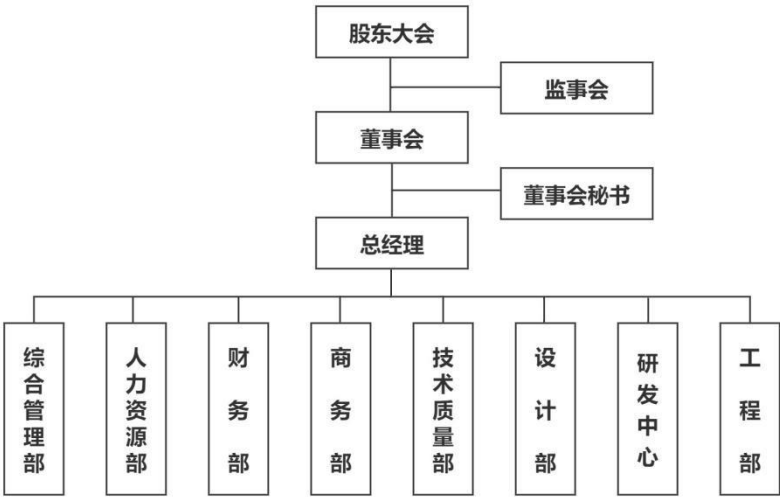 股东大会
监事会
董事会
董事会秘书
总经理
综合管理部
人力资源部
财务部
商务部
技术质量部
设计部
研发中心
工程部